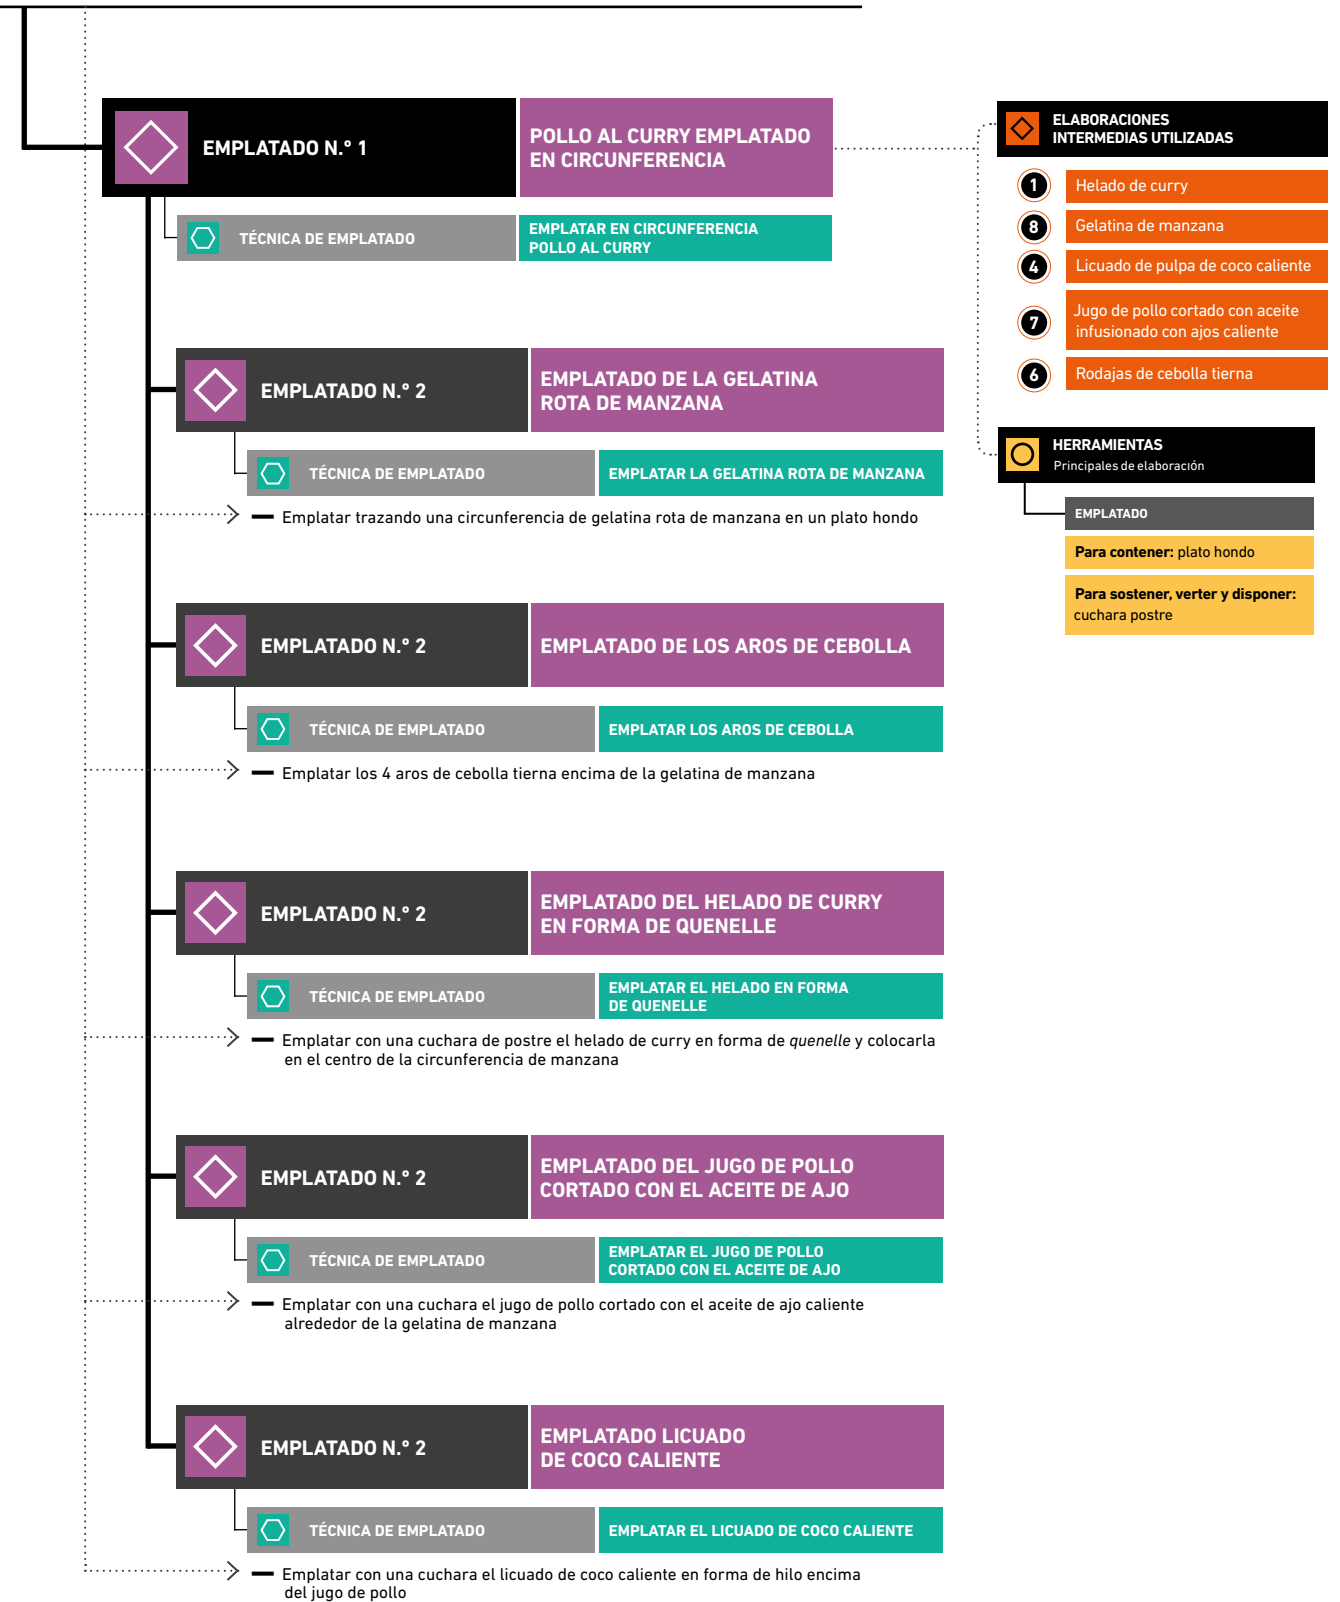 EMPLATADO N.º 1
POLLO AL CURRY EMPLATADO
EN CIRCUNFERENCIA
TÉCNICA DE EMPLATADO
EMPLATAR EN CIRCUNFERENCIA
POLLO AL CURRY
ELABORACIONES
INTERMEDIAS UTILIZADAS
1 Helado de curry
8 Gelatina de manzana
4 Licuado de pulpa de coco caliente
7 Jugo de pollo cortado con aceite
infusionado con ajos caliente
6 Rodajas de cebolla tierna
HERRAMIENTAS
Principales de elaboración
EMPLATADO
Para contener: plato hondo
Para sostener, verter y disponer:
cuchara postre
EMPLATADO N.º 2
EMPLATADO DE LA GELATINA
ROTA DE MANZANA
TÉCNICA DE EMPLATADO
EMPLATAR LA GELATINA ROTA DE MANZANA
Emplatar trazando una circunferencia de gelatina rota de manzana en un plato hondo
EMPLATADO N.º 2
EMPLATADO DE LOS AROS DE CEBOLLA
TÉCNICA DE EMPLATADO
EMPLATAR LOS AROS DE CEBOLLA
Emplatar los 4 aros de cebolla tierna encima de la gelatina de manzana
EMPLATADO N.º 2
EMPLATADO DEL HELADO DE CURRY
EN FORMA DE QUENELLE
TÉCNICA DE EMPLATADO
EMPLATAR EL HELADO EN FORMA
DE QUENELLE
Emplatar con una cuchara de postre el helado de curry en forma de quenelle y colocarla
en el centro de la circunferencia de manzana
EMPLATADO N.º 2
EMPLATADO DEL JUGO DE POLLO
CORTADO CON EL ACEITE DE AJO
TÉCNICA DE EMPLATADO
EMPLATAR EL JUGO DE POLLO
CORTADO CON EL ACEITE DE AJO
Emplatar con una cuchara el jugo de pollo cortado con el aceite de ajo caliente
alrededor de la gelatina de manzana
EMPLATADO N.º 2
EMPLATADO LICUADO
DE COCO CALIENTE
TÉCNICA DE EMPLATADO
EMPLATAR EL LICUADO DE COCO CALIENTE
Emplatar con una cuchara el licuado de coco caliente en forma de hilo encima
del jugo de pollo